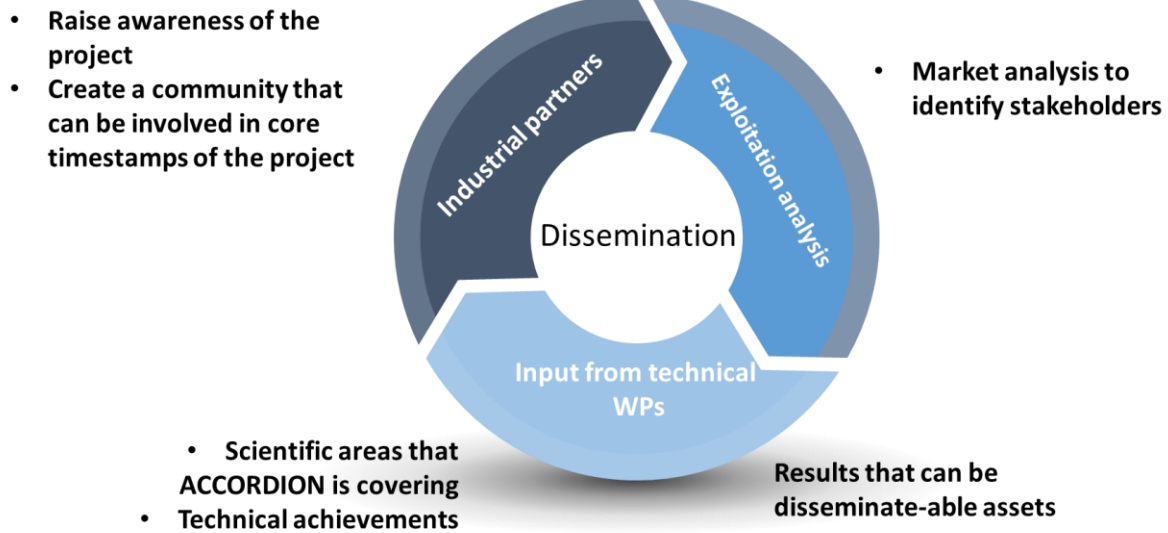 • Raise awareness of the
project
• Create a community that
can be involved in core
timestamps of the project
Industrial partners
Exploitation analysis
• Market analysis to
identify stakeholders
Dissemination
Input from technical
WPs
• Scientific areas that
ACCORDION is covering
• Technical achievements
Results that can be
disseminate-able assets